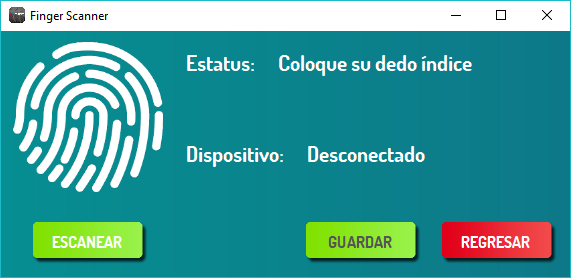 Finger Scanner
Estatus: Coloque su dedo índice
Dispositivo: Desconectado
ESCANEAR GUARDAR REGRESAR